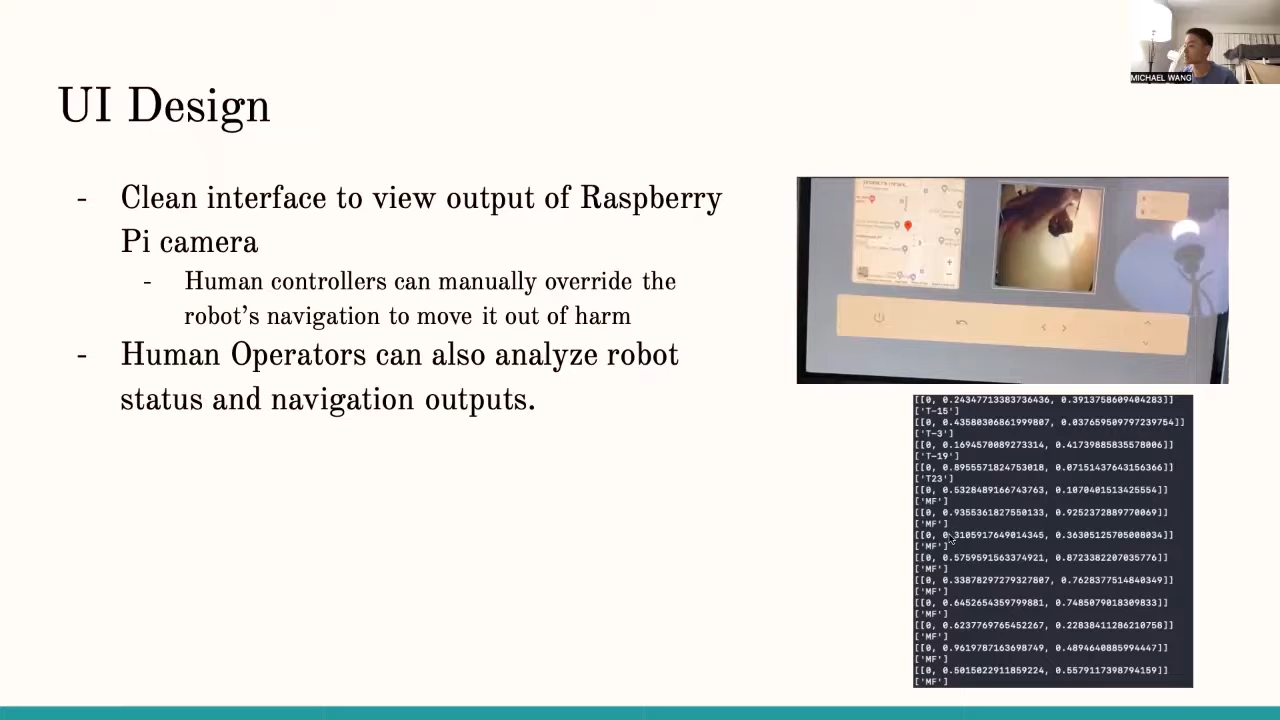 MICHAEL WANG
UI Design
- Clean interface to view output of Raspberry
Pi camera
- Human controllers can manually override the
robot's navigation to move it out of harm
- Human Operators can also analyze robot
status and navigation outputs.
[[0, 0.24347713383736436, 0.3913758609404283]]
['T-15']
[[0, 0.43580306861999807, 0.037659509797239754]]
['T-3']
[[0, 0.1694570089273314, 0.41739885835578006]]
['T-19']
[[0, 0.8955571824753018, 0.07151437643156366]]
['T23']
[[0, 0.5328489166743763, 0.1070401513425554]]
['MF']
[[0, 0.9355361827550133, 0.9252372889770069]]
['MF']
[[0, 0.3105917649014345, 0.36305125705008034]]
['MF']
[[0, 0.5759591563374921, 0.8723382207035776]]
['MF']
[[0, 0.33878297279327807, 0.7628377514840349]]
['MF']
[[0, 0.6452654359799881, 0.7485079018309833]]
['MF']
[[0, 0.6237769765452267, 0.22838411286210758]]
['MF']
[[0, 0.9619787163698749, 0.4894640885994447]]
['MF']
[[0, 0.5015022911859224, 0.5579117398794159]]
['MF']